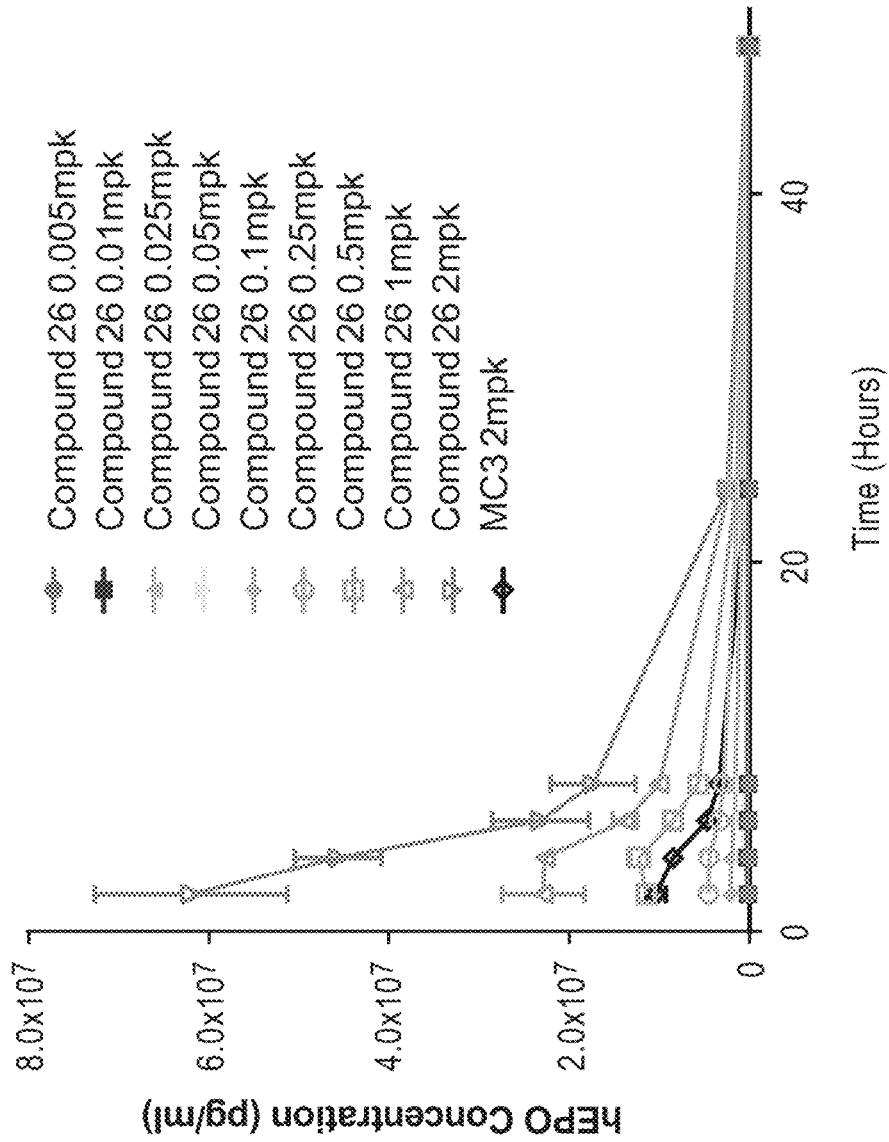 hEPO Concentration (pg/ml)
8.0x10⁷
6.0x10⁷
4.0x10⁷
2.0x10⁷
0
Compound 26 0.005mpk
Compound 26 0.01mpk
Compound 26 0.025mpk
Compound 26 0.05mpk
Compound 26 0.1mpk
Compound 26 0.25mpk
Compound 26 0.5mpk
Compound 26 1mpk
Compound 26 2mpk
MC3 2mpk
0
20
40
Time (Hours)